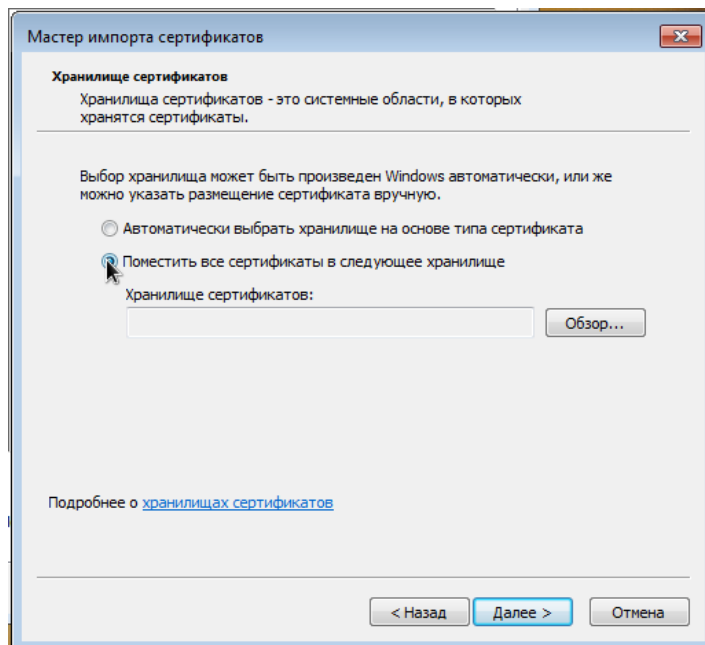 Мастер импорта сертификатов
Хранилище сертификатов
Хранилища сертификатов - это системные области, в которых
хранятся сертификаты.
Выбор хранилища может быть произведен Windows автоматически, или же
можно указать размещение сертификата вручную.
Автоматически выбрать хранилище на основе типа сертификата
Поместить все сертификаты в следующее хранилище
Хранилище сертификатов:
Обзор...
Подробнее о хранилищах сертификатов
< Назад
Далее >
Отмена